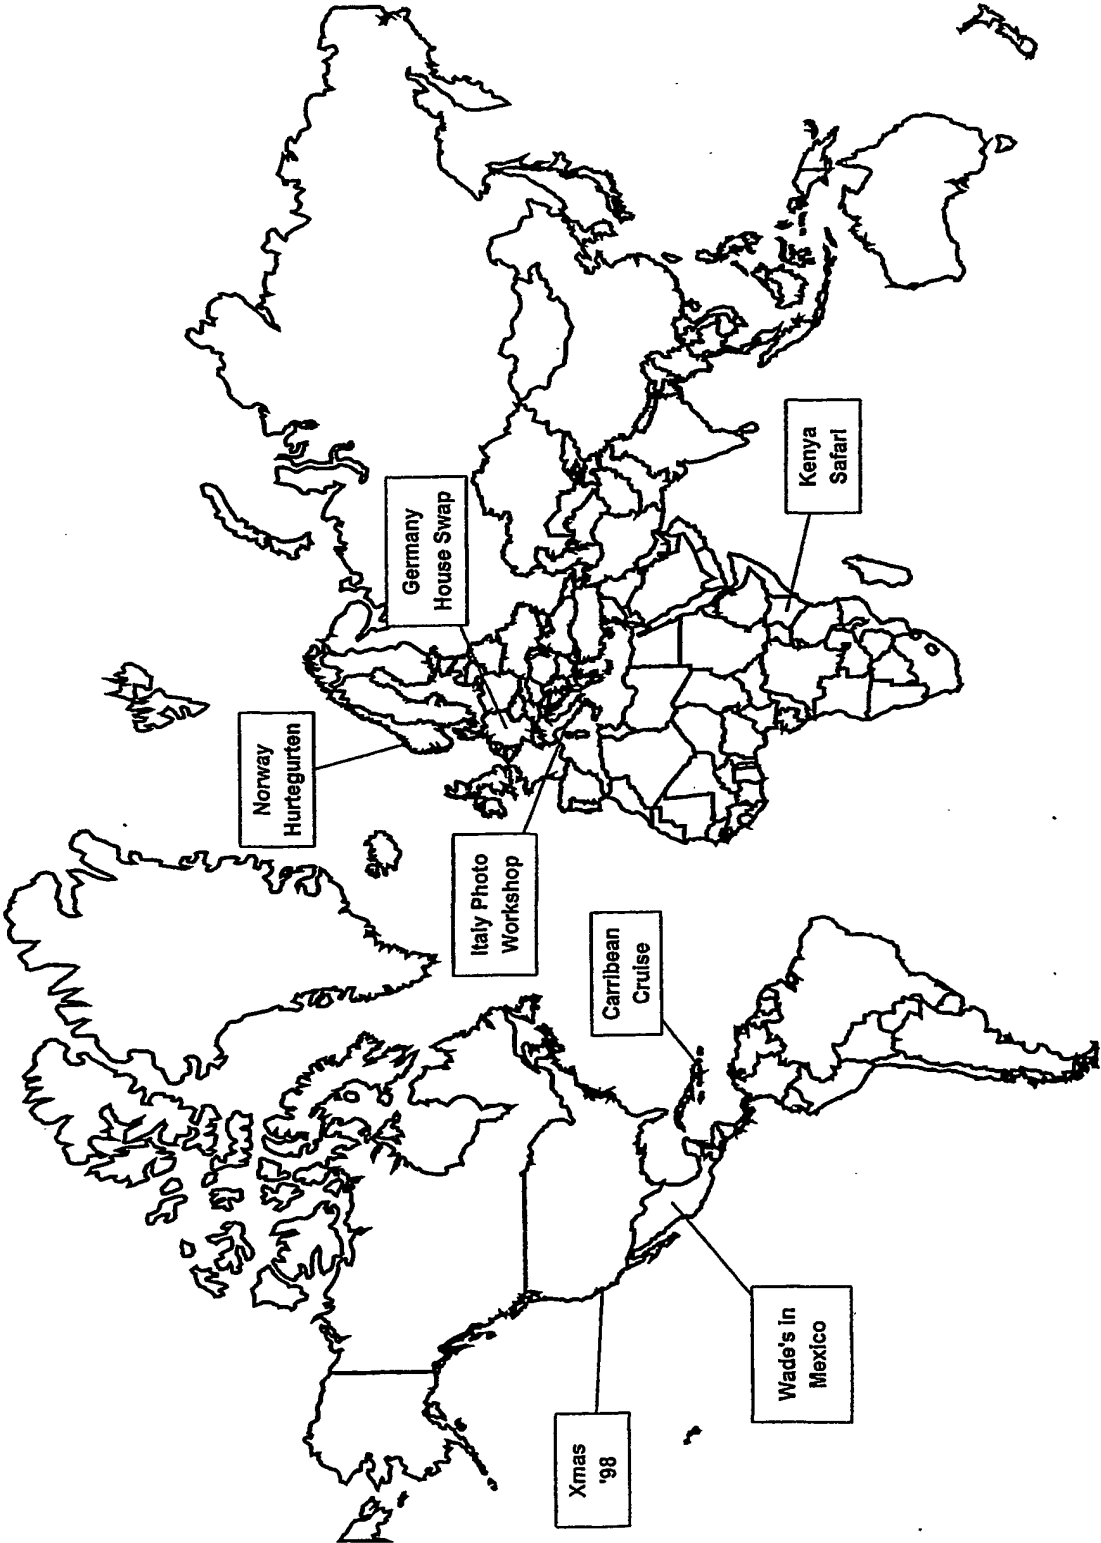 Norway
Hurtegurten
Germany
House Swap
Italy Photo
Workshop
Carribean
Cruise
Kenya
Safari
Xmas
'98
Wade's in
Mexico